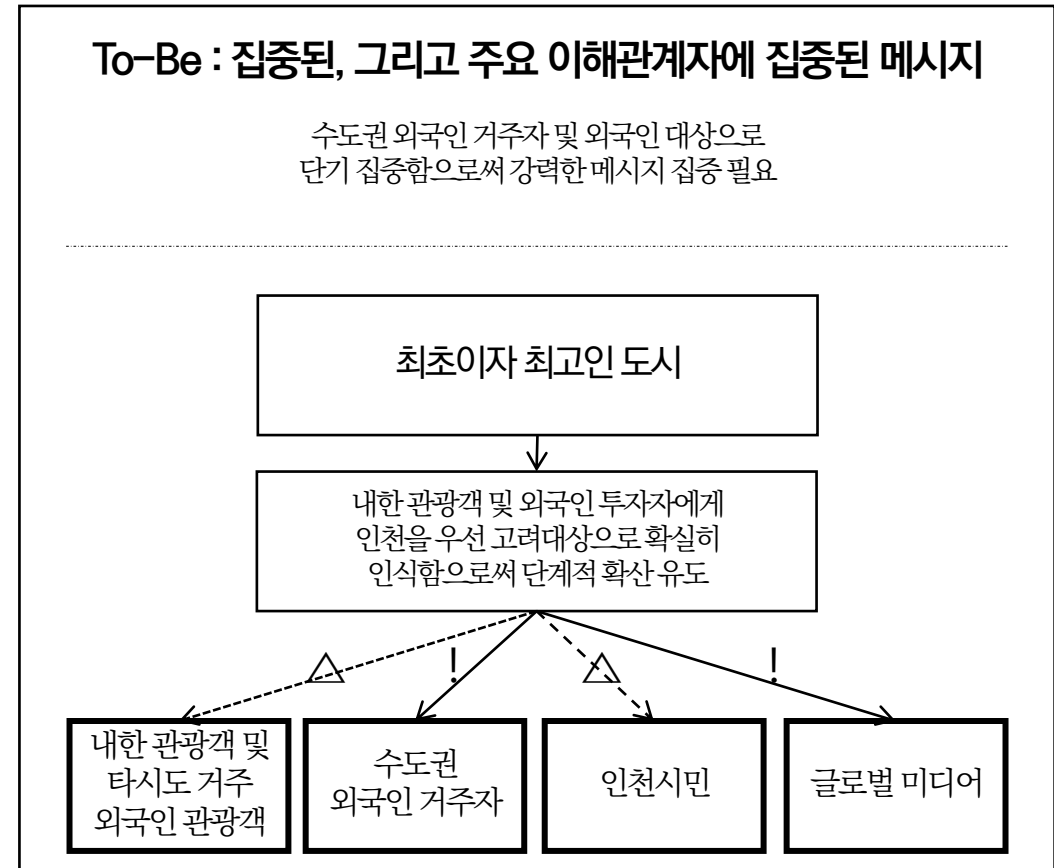 To-Be : 집중된, 그리고 주요 이해관계자에 집중된 메시지
수도권 외국인 거주자 및 외국인 대상으로
단기 집중함으로써 강력한 메시지 집중 필요
최초이자 최고인 도시
내한 관광객 및 외국인 투자자에게
인천을 우선 고려대상으로 확실히
인식함으로써 단계적 확산 유도
△ ! △ !
내한 관광객 및
타시도 거주
외국인 관광객
수도권
외국인 거주자
인천시민
글로벌 미디어